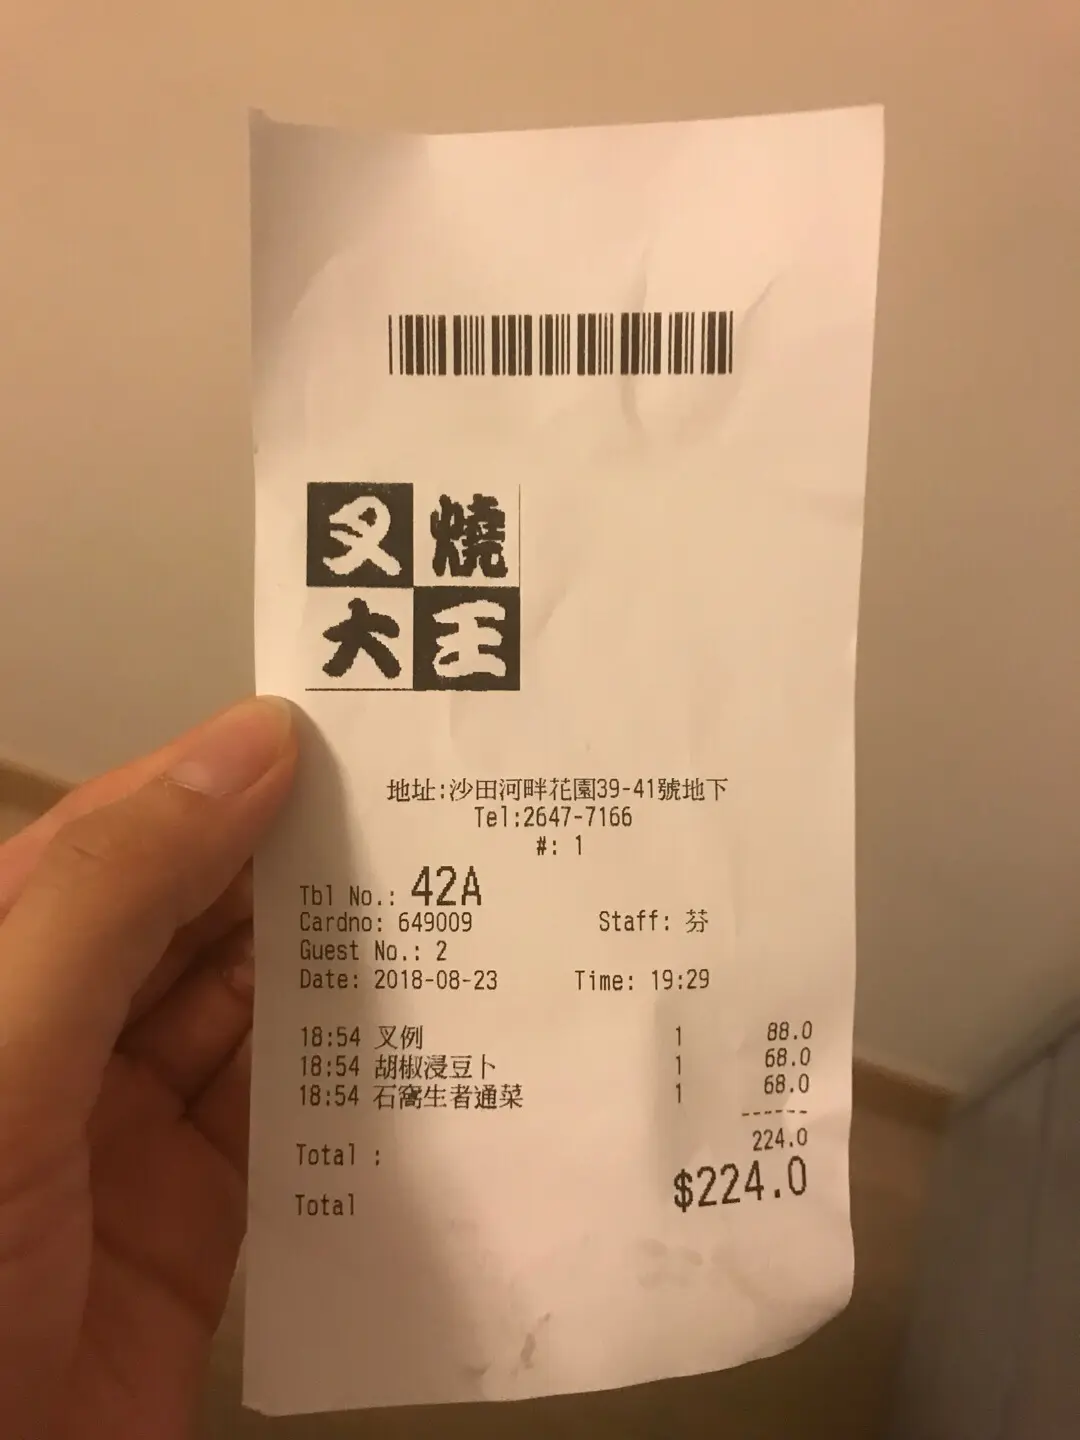 叉燒
大王
地址:沙田河畔花園39-41號地下
Tel:2647-7166
#: 1
Tbl No.: 42A
Cardno: 649009 Staff: 芬
Guest No.: 2
Date: 2018-08-23 Time: 19:29
18:54 叉例 1 88.0
18:54 胡椒浸豆卜 1 68.0
18:54 石窩生者通菜 1 68.0
------
Total : 224.0
Total $224.0